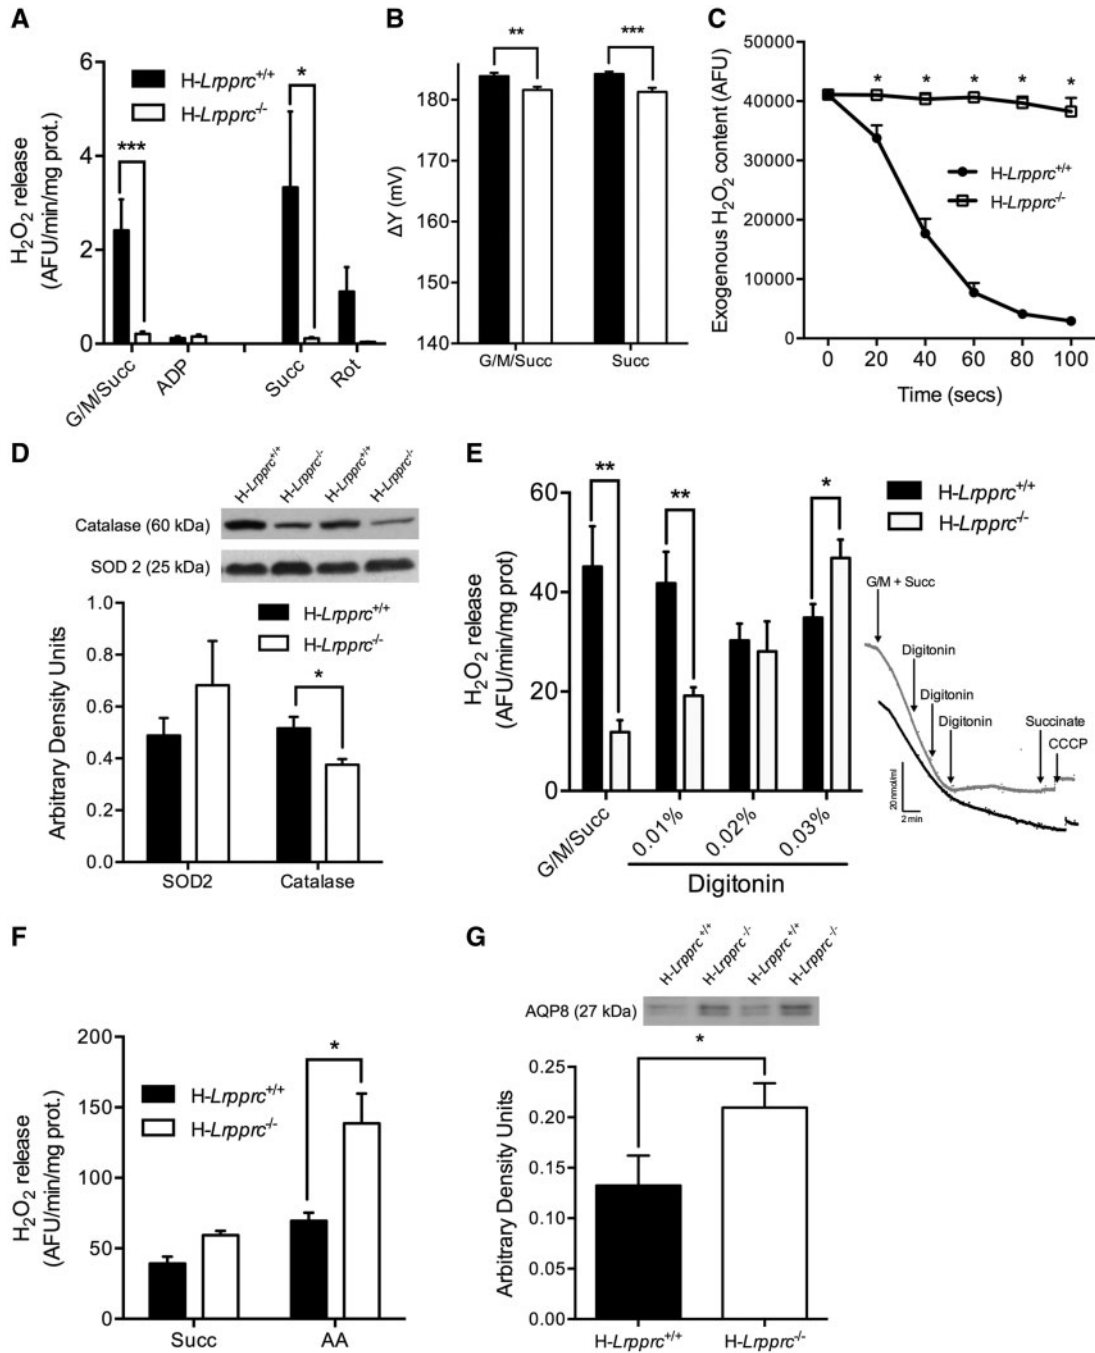 A
H2O2 release
(AFU/min/mg prot.)
6
4
2
0
H-Lrpprc+/+
H-Lrpprc-/-
***
*
G/M/Succ
ADP
Succ
Rot
B
ΔY (mV)
180
170
160
150
140
**
***
G/M/Succ
Succ
C
Exogenous H2O2 content (AFU)
50000
40000
30000
20000
10000
0
* * * * *
H-Lrpprc+/+
H-Lrpprc-/-
0 20 40 60 80 100
Time (secs)
D
H-Lrpprc+/+
H-Lrpprc-/-
H-Lrpprc+/+
H-Lrpprc-/-
Catalase (60 kDa)
SOD 2 (25 kDa)
Arbitrary Density Units
1.0
0.8
0.6
0.4
0.2
0.0
H-Lrpprc+/+
H-Lrpprc-/-
*
SOD2
Catalase
E
H2O2 release
(AFU/min/mg prot)
60
40
20
0
**
**
*
H-Lrpprc+/+
H-Lrpprc-/-
G/M/Succ
0.01%
0.02%
0.03%
Digitonin
G/M + Succ
Digitonin
Digitonin
Digitonin
Succinate
CCCP
20 nmol/ml
2 min
F
H2O2 release
(AFU/min/mg prot.)
200
150
100
50
0
H-Lrpprc+/+
H-Lrpprc-/-
*
Succ
AA
G
H-Lrpprc+/+
H-Lrpprc-/-
H-Lrpprc+/+
H-Lrpprc-/-
AQP8 (27 kDa)
Arbitrary Density Units
0.25
0.20
0.15
0.10
0.05
0.00
*
H-Lrpprc+/+
H-Lrpprc-/-